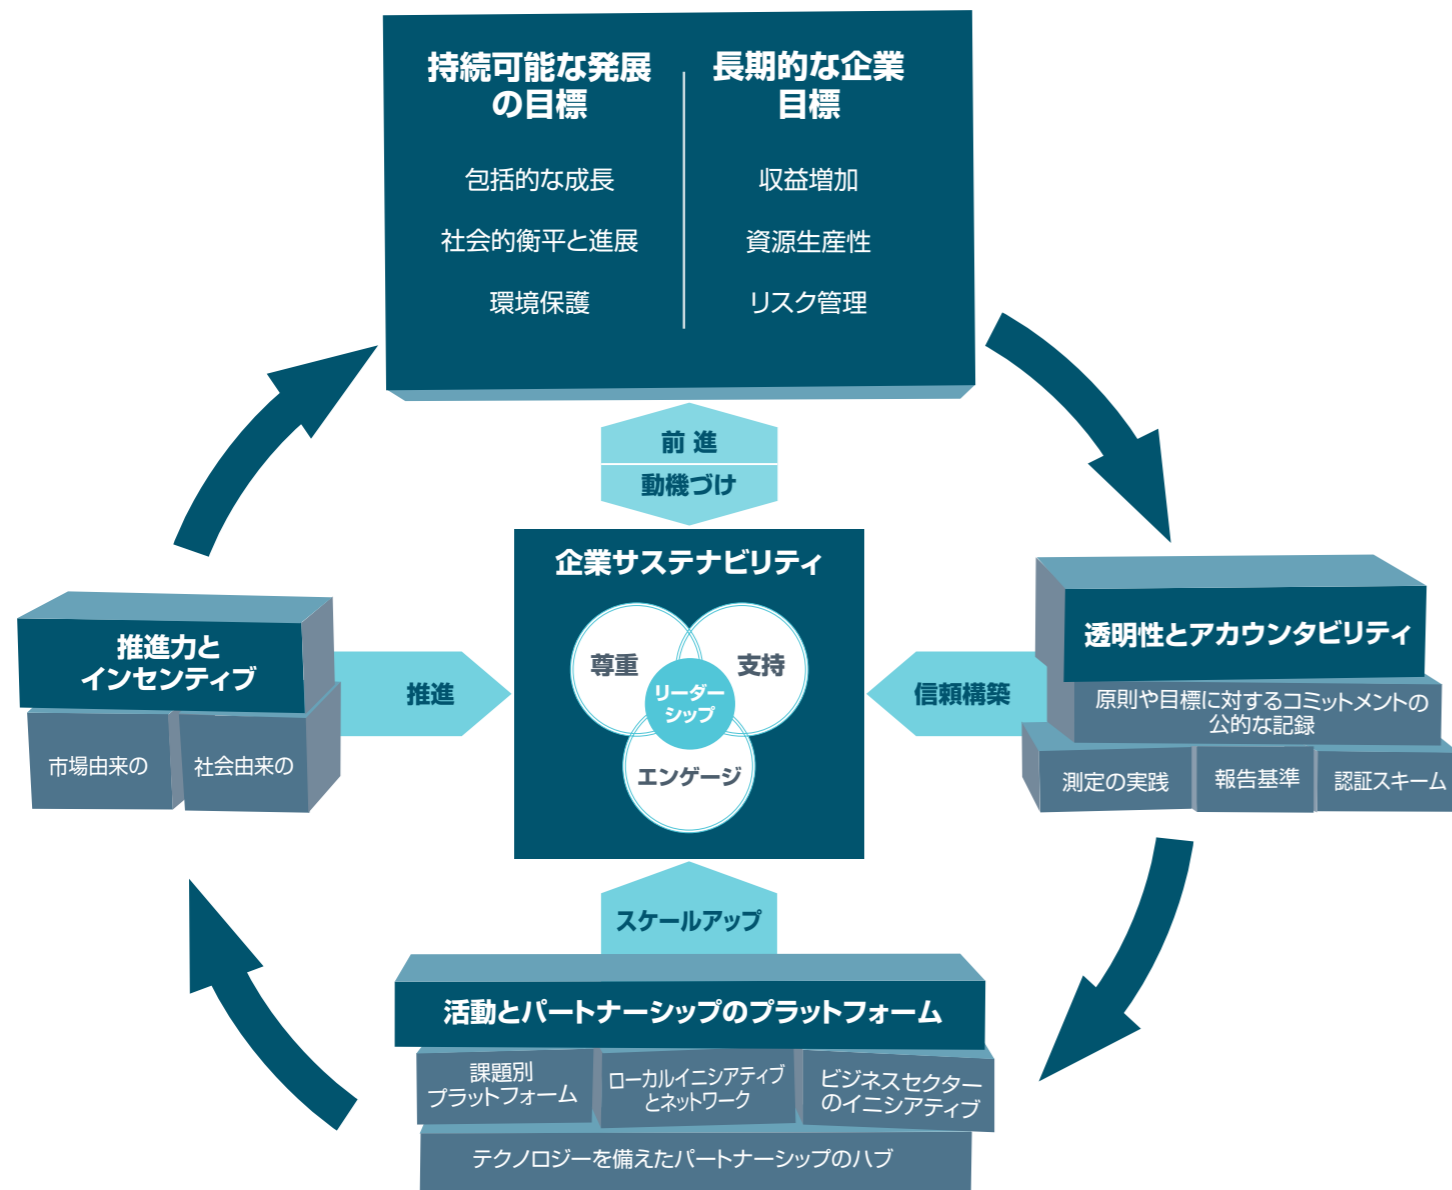 持続可能な発展
の目標
包括的な成長
社会的衡平と進展
環境保護
長期的な企業
目標
収益増加
資源生産性
リスク管理
前 進
動機づけ
企業サステナビリティ
尊重
支持
リーダー
シップ
エンゲージ
推進力と
インセンティブ
市場由来の
社会由来の
推進
信頼構築
透明性とアカウンタビリティ
原則や目標に対するコミットメントの
公的な記録
測定の実践
報告基準
認証スキーム
スケールアップ
活動とパートナーシップのプラットフォーム
課題別
プラットフォーム
ローカルイニシアティブ
とネットワーク
ビジネスセクター
のイニシアティブ
テクノロジーを備えたパートナーシップのハブ